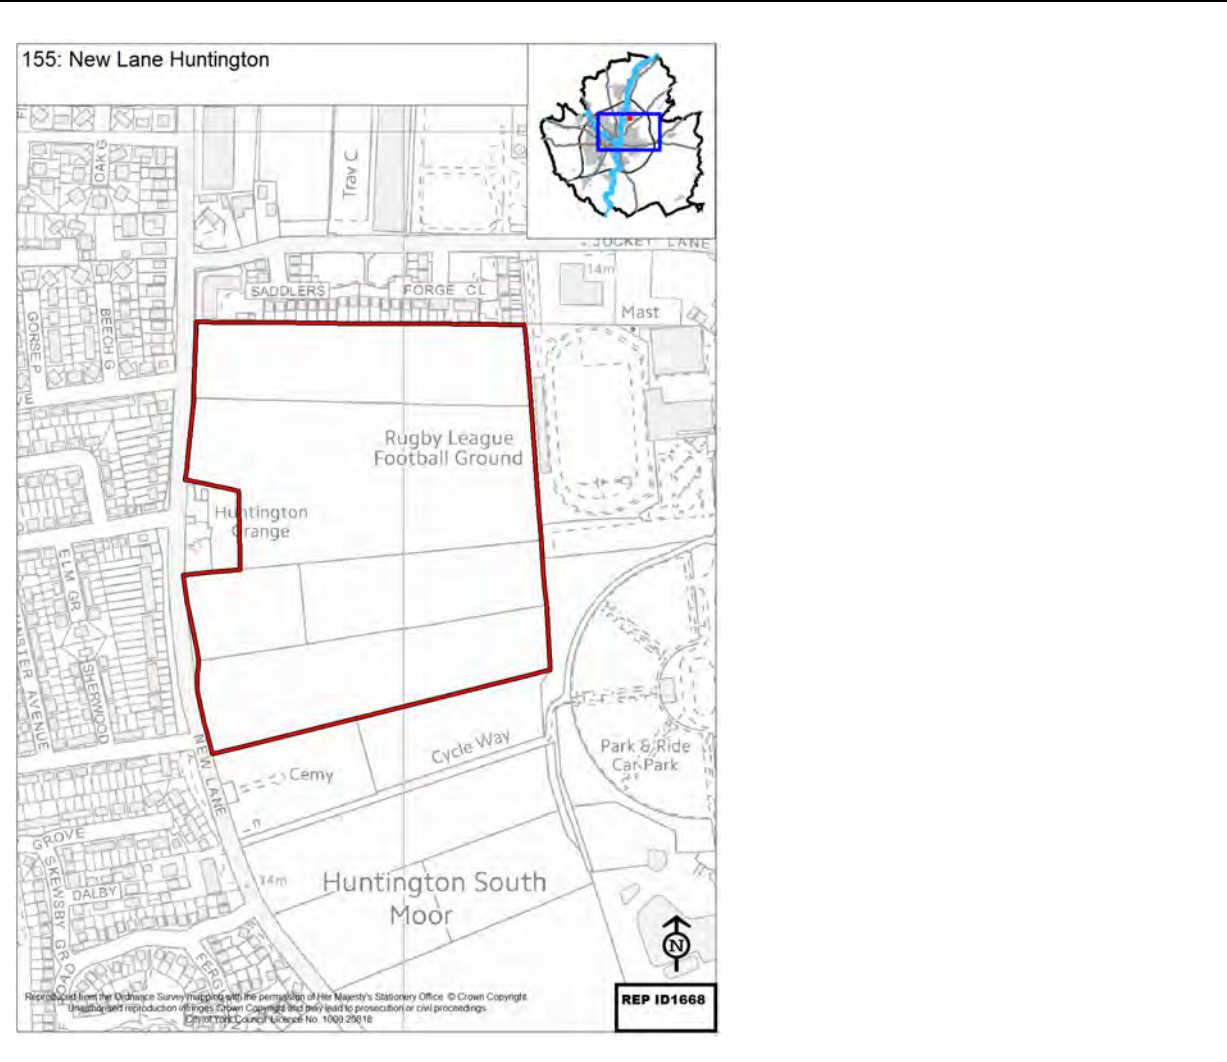 155: New Lane Huntington
OAK G
Trav C
JOCKEY LANE
14m
SADDLERS FORGE CL
Mast
GORSE P
BEECH G
Rugby League
Football Ground
Huntington
Grange
ELM GR
SHERWOOD
AVENUE
NEW LANE
Cycle Way
Park & Ride
Car Park
Cemy
GROVE
SKEWSBY GR
DALBY
14m
Huntington South
Moor
N
Reproduced from the Ordnance Survey mapping with the permission of Her Majesty's Stationery Office © Crown Copyright.
Unauthorised reproduction infringes Crown Copyright and may lead to prosecution or civil proceedings
City of York Council. Licence No. 1000 20818
REP ID1668